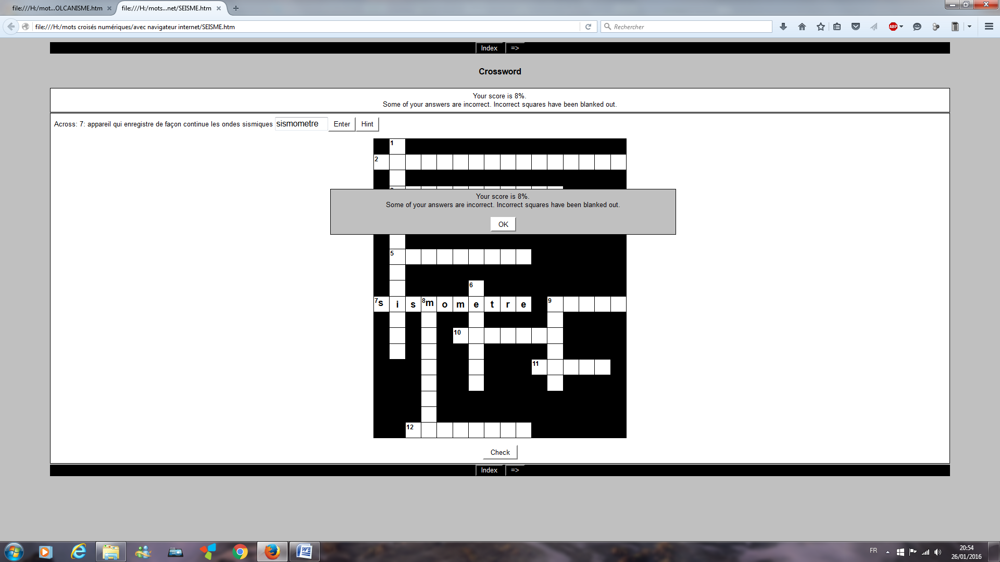 file:///H:/mot...OLCANISME.htm
file:///H:/mots...net/SEISME.htm
file:///H:/mots croisés numériques/avec navigateur internet/SEISME.htm
Rechercher
ABP
Index =>
Crossword
Your score is 8%.
Some of your answers are incorrect. Incorrect squares have been blanked out.
Across: 7: appareil qui enregistre de façon continue les ondes sismiques sismometre Enter Hint
1
2
Your score is 8%.
Some of your answers are incorrect. Incorrect squares have been blanked out.
OK
5
6
7 s i s 8 m o m e t r e 9
10
11
12
Check
Index =>
FR
20:54
26/01/2016